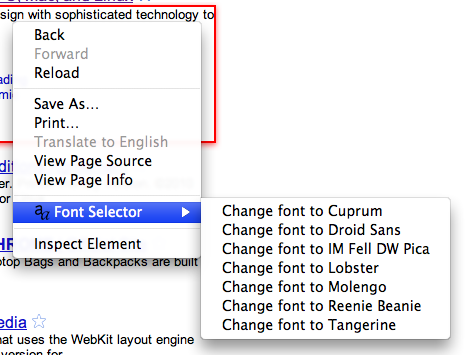 sign with sophisticated technology to
Back
Forward
Reload
Save As...
Print...
Translate to English
View Page Source
View Page Info
Font Selector
Inspect Element
Change font to Cuprum
Change font to Droid Sans
Change font to IM Fell DW Pica
Change font to Lobster
Change font to Molengo
Change font to Reenie Beanie
Change font to Tangerine
ptop Bags and Backpacks are built
edia
hat uses the WebKit layout engine
version for